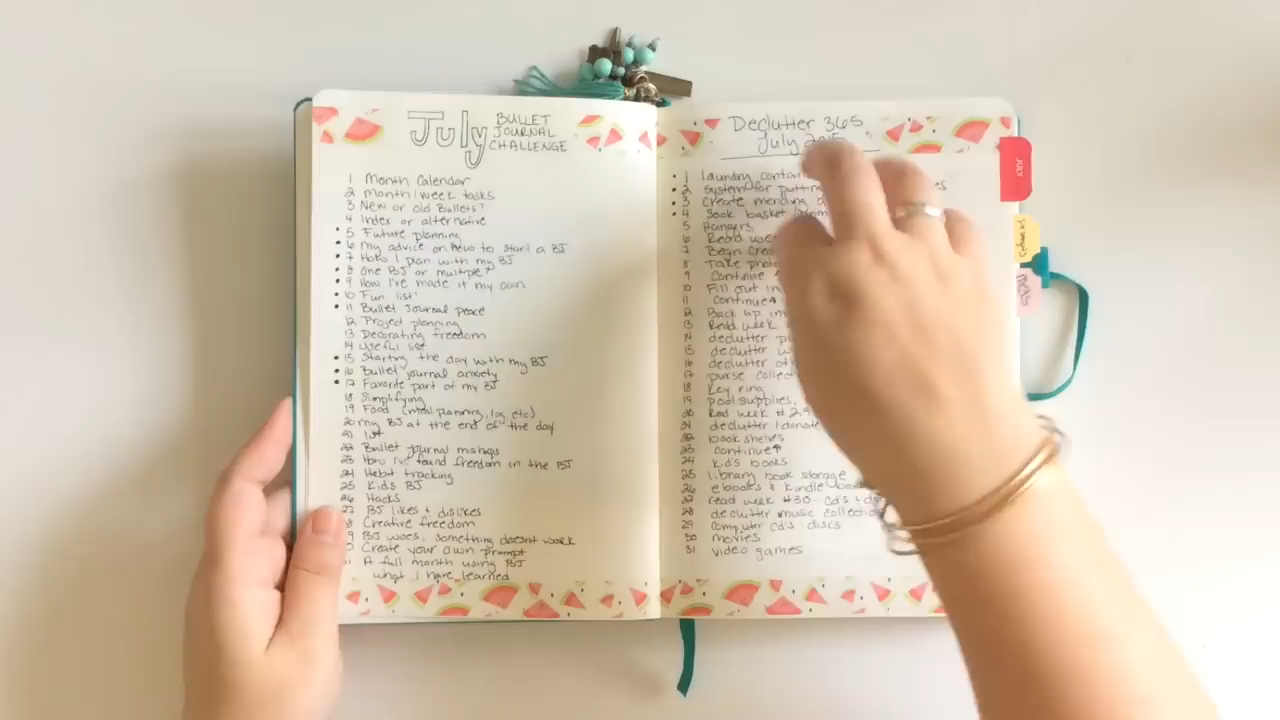 July BULLET
JOURNAL
CHALLENGE
1 Month Calendar
2 month/week tasks
3 New or old Bullets?
4 Index or alternative
• 5 Future planning
• 6 My advice on how to start a BJ
• 7 How I plan with my BJ
• 8 One BJ or multiple?
• 9 How I've made it my own
• 10 Fun list
• 11 Bullet Journal peace
12 Project planning
13 Decorating freedom
14 Useful list
• 15 Starting the day with my BJ
• 16 Bullet journal anxiety
• 17 Favorite part of my BJ
18 Simplifying
19 Food (meal planning, log, etc)
20 my BJ at the end of the day
21 list
22 Bullet journal mishaps
23 How I've found freedom in the BJ
24 Habit tracking
25 Kids BJ
26 Hacks
27 BJ likes + dislikes
8 Creative freedom
9 BJ woes, something doesnt work
0 Create your own prompt
A full month using BJ
what I have learned
Declutter 365
July
• 1 laundry
• 2 system for putting
• 3 Create mending
• 4 Sock basket
5 Hangers
6 Read
7 Begin
8 Take
9 Continue
10 Fill out
11 continue
12 Back up
13 Read week
14 declutter
15 declutter
16 declutter
17 purse
18 Key ring
19 pool supplies,
20 Read week #29
21 declutter/donate
22 book shelves
23 continue↑
24 kid's books
25 library book storage
26 ebooks & kindle
27 read week #30 - cd's +
28 declutter music collection
29 computer cd's - discs
30 movies
31 video games
JULY